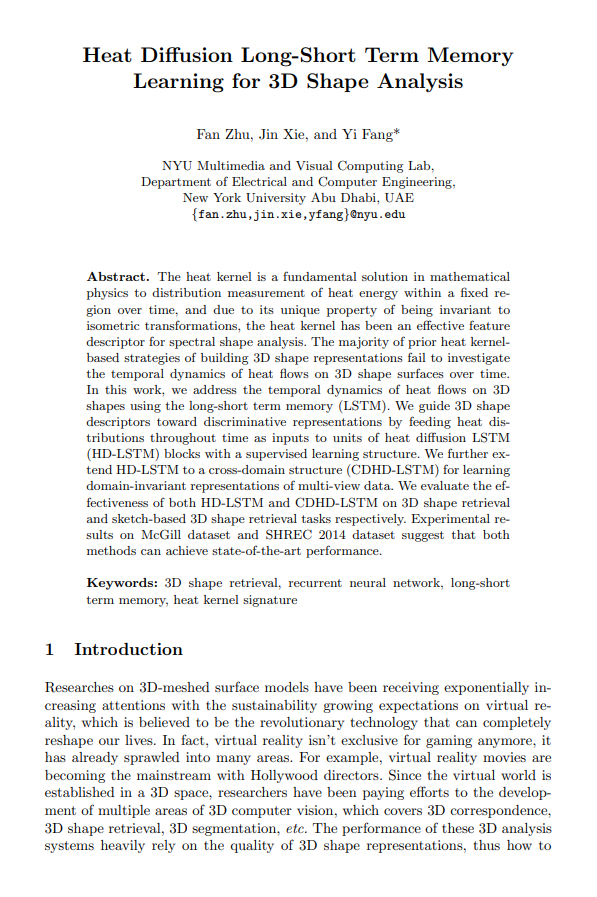 Heat Diffusion Long-Short Term Memory
Learning for 3D Shape Analysis
Fan Zhu, Jin Xie, and Yi Fang*
NYU Multimedia and Visual Computing Lab,
Department of Electrical and Computer Engineering,
New York University Abu Dhabi, UAE
{fan.zhu,jin.xie,yfang}@nyu.edu
Abstract. The heat kernel is a fundamental solution in mathematical
physics to distribution measurement of heat energy within a fixed re-
gion over time, and due to its unique property of being invariant to
isometric transformations, the heat kernel has been an effective feature
descriptor for spectral shape analysis. The majority of prior heat kernel-
based strategies of building 3D shape representations fail to investigate
the temporal dynamics of heat flows on 3D shape surfaces over time.
In this work, we address the temporal dynamics of heat flows on 3D
shapes using the long-short term memory (LSTM). We guide 3D shape
descriptors toward discriminative representations by feeding heat dis-
tributions throughout time as inputs to units of heat diffusion LSTM
(HD-LSTM) blocks with a supervised learning structure. We further ex-
tend HD-LSTM to a cross-domain structure (CDHD-LSTM) for learning
domain-invariant representations of multi-view data. We evaluate the ef-
fectiveness of both HD-LSTM and CDHD-LSTM on 3D shape retrieval
and sketch-based 3D shape retrieval tasks respectively. Experimental re-
sults on McGill dataset and SHREC 2014 dataset suggest that both
methods can achieve state-of-the-art performance.
Keywords: 3D shape retrieval, recurrent neural network, long-short
term memory, heat kernel signature
1 Introduction
Researches on 3D-meshed surface models have been receiving exponentially in-
creasing attentions with the sustainability growing expectations on virtual re-
ality, which is believed to be the revolutionary technology that can completely
reshape our lives. In fact, virtual reality isn't exclusive for gaming anymore, it
has already sprawled into many areas. For example, virtual reality movies are
becoming the mainstream with Hollywood directors. Since the virtual world is
established in a 3D space, researchers have been paying efforts to the develop-
ment of multiple areas of 3D computer vision, which covers 3D correspondence,
3D shape retrieval, 3D segmentation, etc. The performance of these 3D analysis
systems heavily rely on the quality of 3D shape representations, thus how to